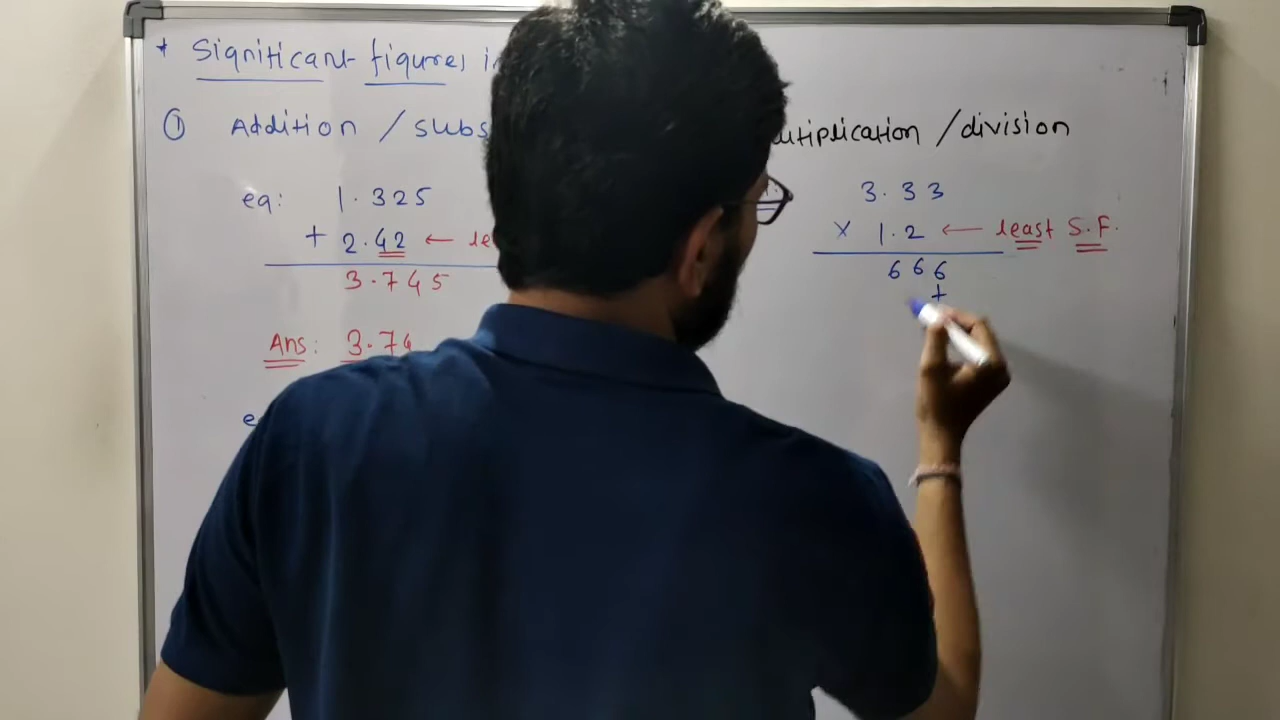 * Significant figures
① Addition / subs
eg: 1.325
+ 2.42 ←
3.745
Ans: 3.74
multiplication / division
3.33
x 1.2 ← least S.F.
666
+